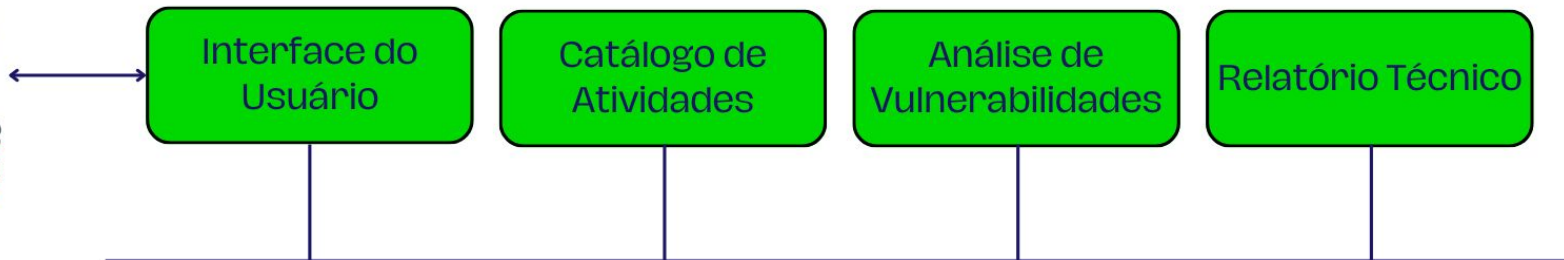 Interface do
Usuário
Catálogo de
Atividades
Análise de
Vulnerabilidades
Relatório Técnico